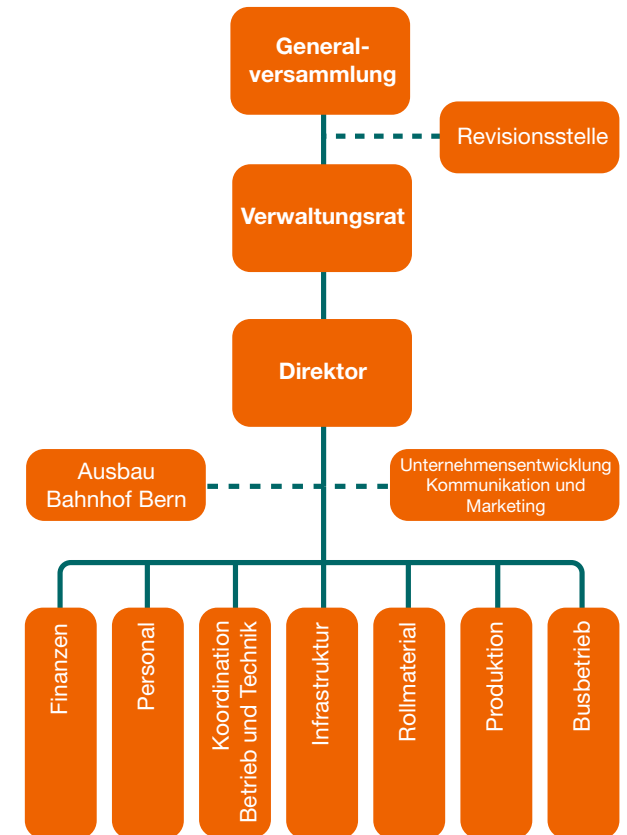 General-
versammlung
Revisionsstelle
Verwaltungsrat
Direktor
Ausbau
Bahnhof Bern
Unternehmensentwicklung
Kommunikation und
Marketing
Finanzen
Personal
Koordination
Betrieb und Technik
Infrastruktur
Rollmaterial
Produktion
Busbetrieb